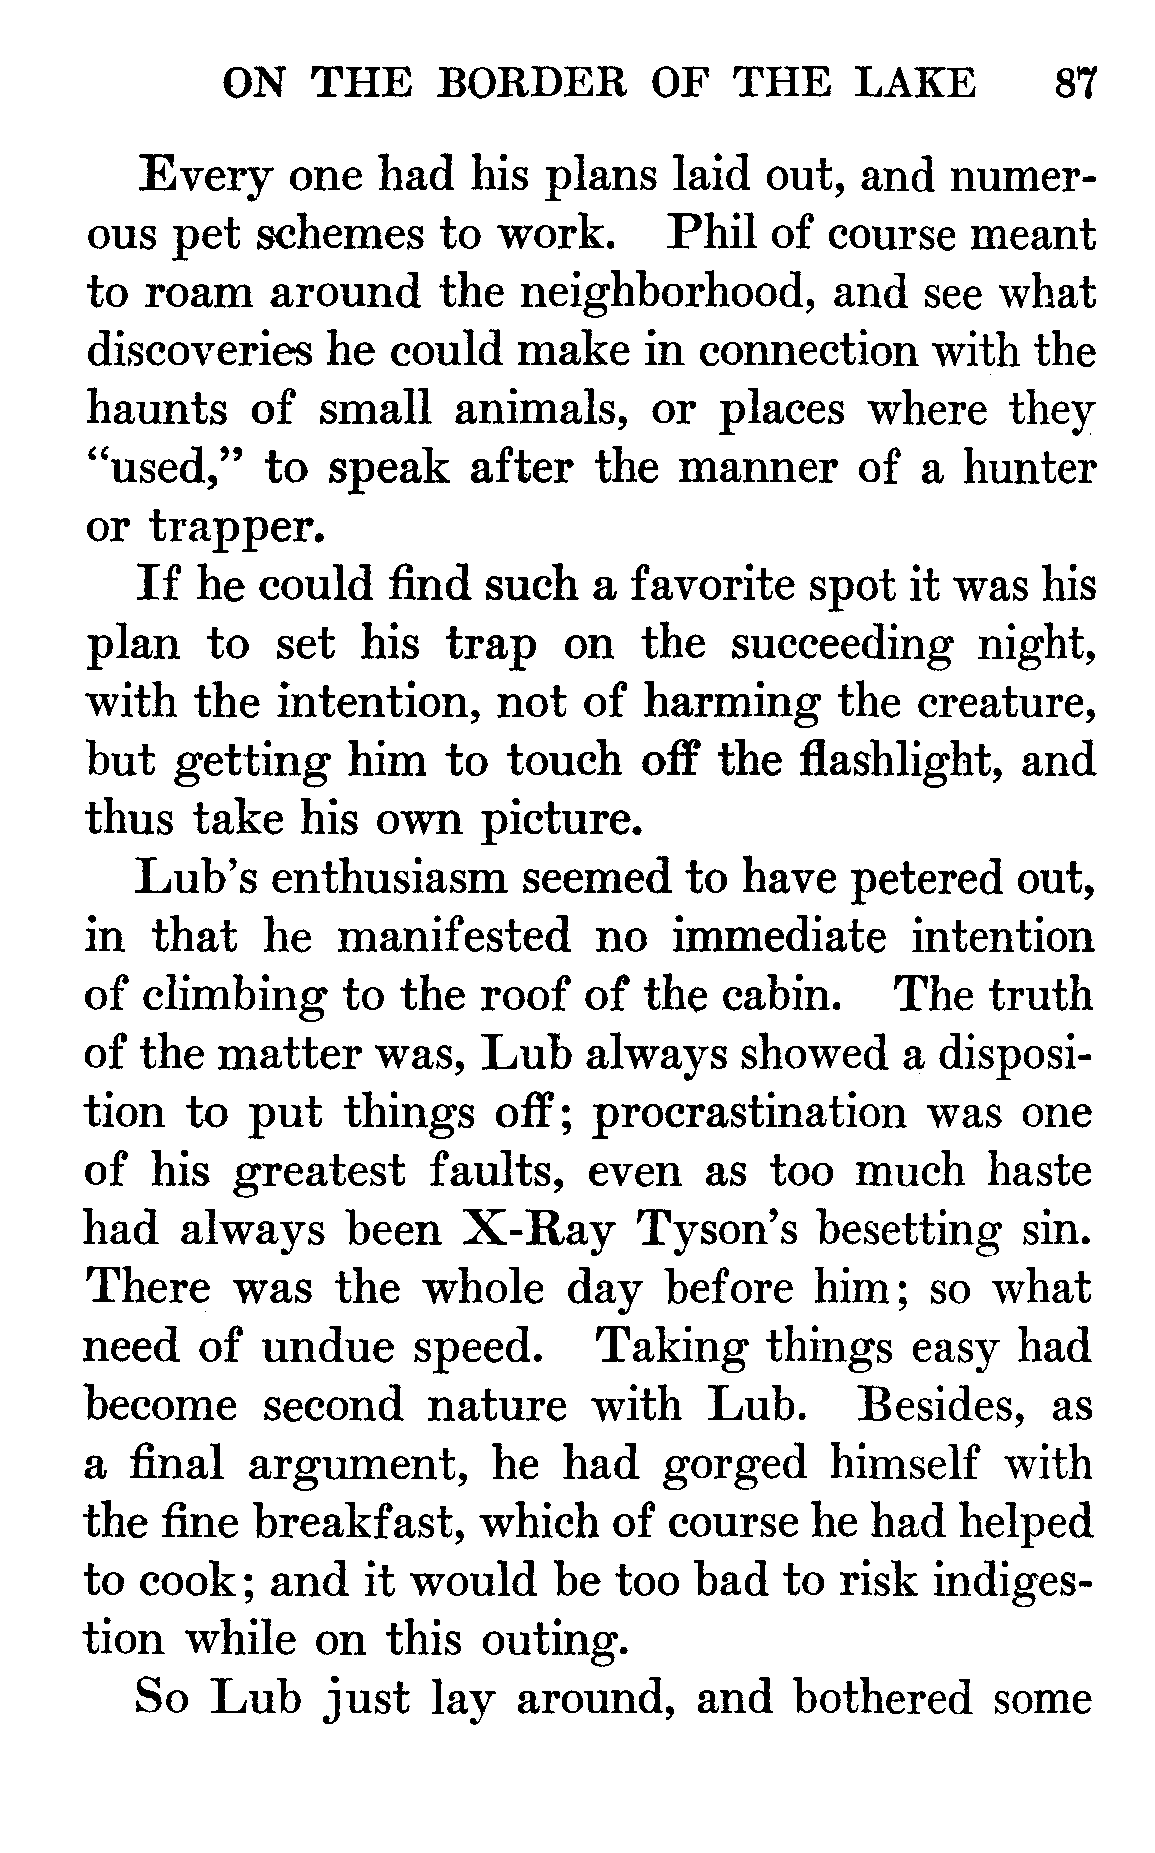 ON THE BORDER OF THE LAKE 87
Every one had his plans laid out, and numer-
ous pet schemes to work. Phil of course meant
to roam around the neighborhood, and see what
discoveries he could make in connection with the
haunts of small animals, or places where they
“used,” to speak after the manner of a hunter
or trapper.
If he could find such a favorite spot it was his
plan to set his trap on the succeeding night,
with the intention, not of harming the creature,
but getting him to touch off the flashlight, and
thus take his own picture.
Lub’s enthusiasm seemed to have petered out,
in that he manifested no immediate intention
of climbing to the roof of the cabin. The truth
of the matter was, Lub always showed a disposi-
tion to put things off; procrastination was one
of his greatest faults, even as too much haste
had always been X-Ray Tyson’s besetting sin.
There was the whole day before him; so what
need of undue speed. Taking things easy had
become second nature with Lub. Besides, as
a final argument, he had gorged himself with
the fine breakfast, which of course he had helped
to cook; and it would be too bad to risk indiges-
tion while on this outing.
So Lub just lay around, and bothered some